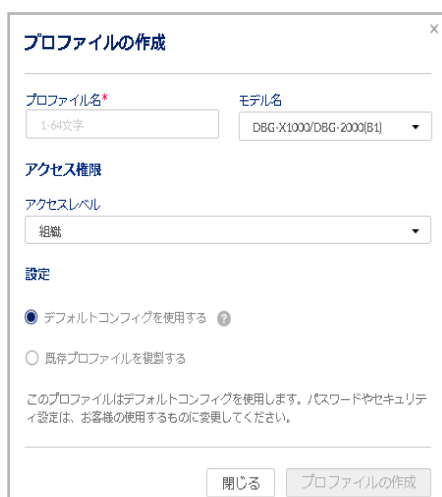 プロファイルの作成
プロファイル名*
モデル名
1-64文字
DBG-X1000/DBG-2000(B1)
アクセス権限
アクセスレベル
組織
設定
デフォルトコンフィグを使用する ?
既存プロファイルを複製する
このプロファイルはデフォルトコンフィグを使用します。パスワードやセキュリテ
ィ設定は、お客様の使用するものに変更してください。
閉じる
プロファイルの作成